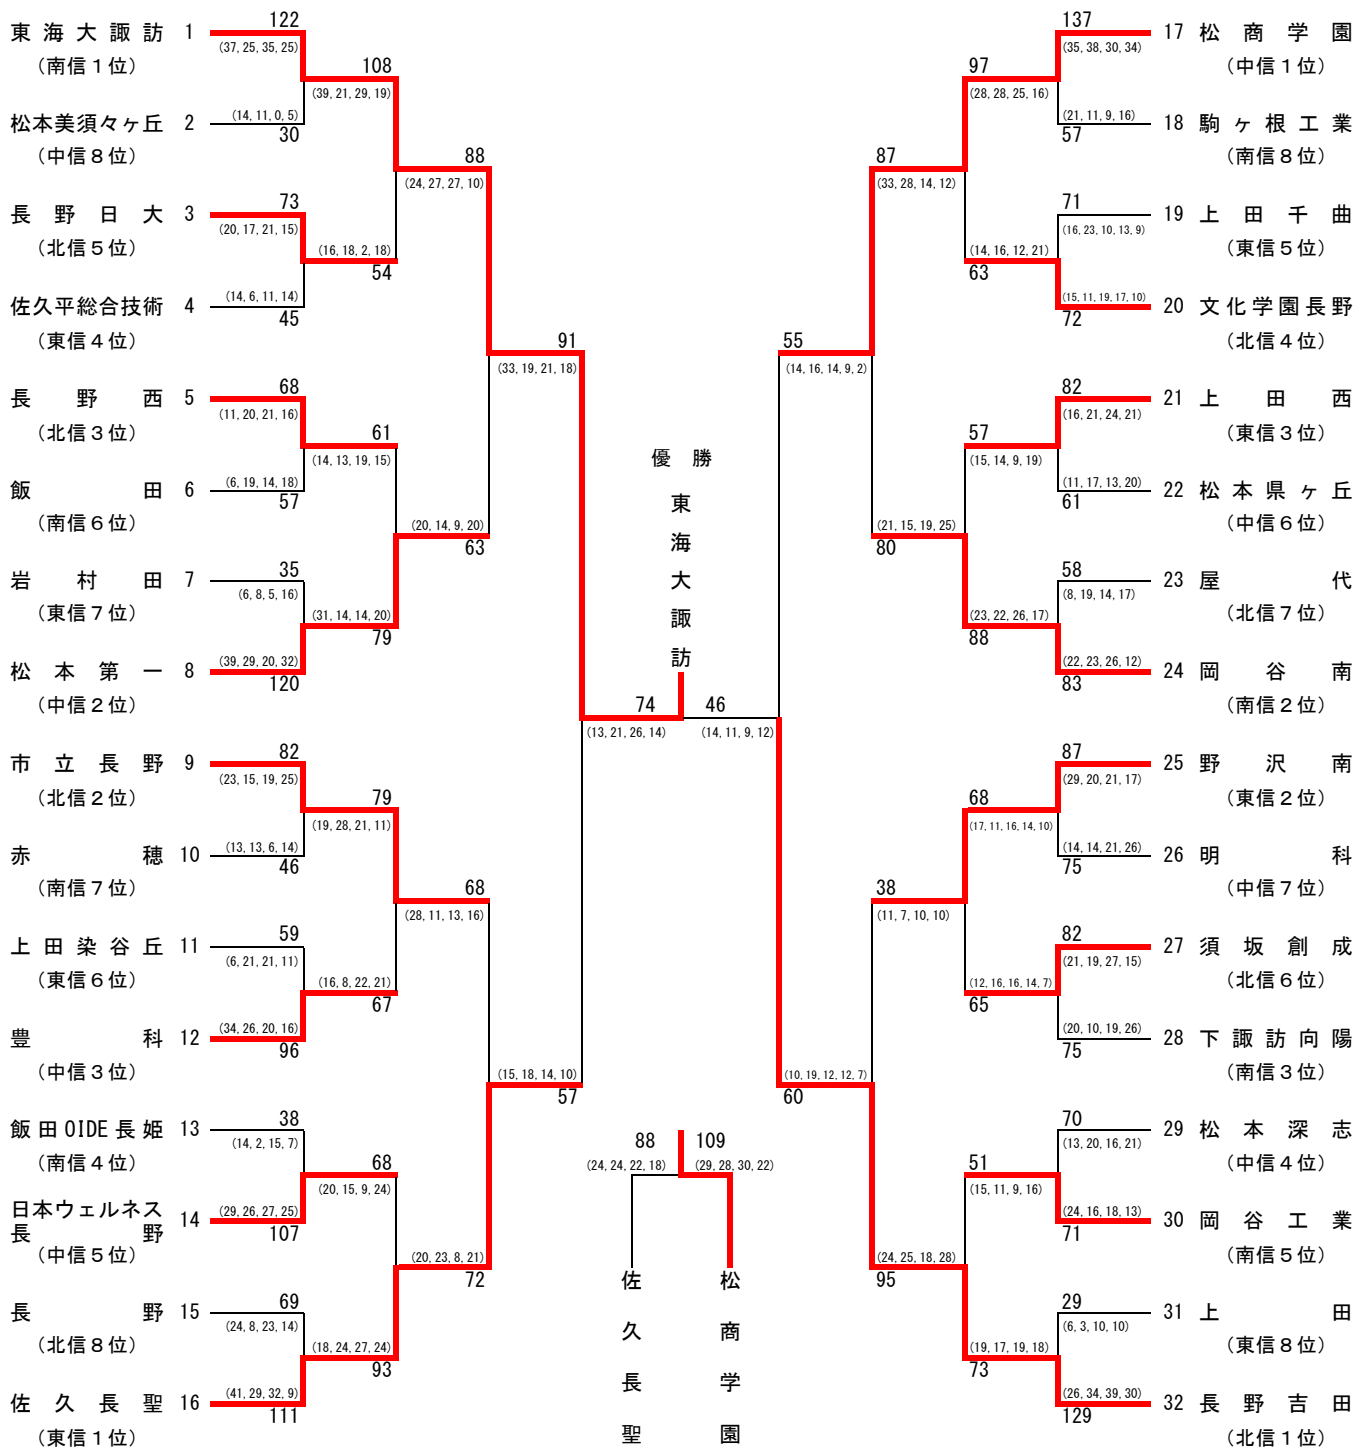 東海大諏訪 1 122
(37, 25, 35, 25)
(南信1位)
108
(39, 21, 29, 19)
(14, 11, 0, 5)
松本美須々ヶ丘 2 30
(中信8位)
88
(24, 27, 27, 10)
長野日大 3 73
(20, 17, 21, 15)
(北信5位)
(16, 18, 2, 18)
54
(14, 6, 11, 14)
佐久平総合技術 4 45
(東信4位)
91
(33, 19, 21, 18)
長野西 5 68
(11, 20, 21, 16)
(北信3位)
61
(14, 13, 19, 15)
(6, 19, 14, 18)
飯田 6 57
(南信6位)
(20, 14, 9, 20)
63
岩村田 7 35
(6, 8, 5, 16)
(東信7位)
(31, 14, 14, 20)
79
(39, 29, 20, 32)
松本第一 8 120
(中信2位)
74
(13, 21, 26, 14)
市立長野 9 82
(23, 15, 19, 25)
(北信2位)
79
(19, 28, 21, 11)
(13, 13, 6, 14)
赤穂 10 46
(南信7位)
68
(28, 11, 13, 16)
上田染谷丘 11 59
(6, 21, 21, 11)
(東信6位)
(16, 8, 22, 21)
67
(34, 26, 20, 16)
豊科 12 96
(中信3位)
(15, 18, 14, 10)
57
飯田OIDE長姫 13 38
(14, 2, 15, 7)
(南信4位)
68
(20, 15, 9, 24)
日本ウェルネス
長野 14
(29, 26, 27, 25)
107
(中信5位)
(20, 23, 8, 21)
72
長野 15 69
(24, 8, 23, 14)
(北信8位)
(18, 24, 27, 24)
93
(41, 29, 32, 9)
佐久長聖 16 111
(東信1位)
優勝
東海大諏訪
88 109
(24, 24, 22, 18) (29, 28, 30, 22)
佐久長聖
松商学園
137 17 松商学園
(35, 38, 30, 34)
(中信1位)
97
(28, 28, 25, 16)
(21, 11, 9, 16)
57 18 駒ヶ根工業
(南信8位)
87
(33, 28, 14, 12)
71 19 上田千曲
(16, 23, 10, 13, 9)
(東信5位)
(14, 16, 12, 21)
63
(15, 11, 19, 17, 10)
72 20 文化学園長野
(北信4位)
55
(14, 16, 14, 9, 2)
82 21 上田西
(16, 21, 24, 21)
(東信3位)
57
(15, 14, 9, 19)
(11, 17, 13, 20)
61 22 松本県ヶ丘
(中信6位)
(21, 15, 19, 25)
80
58 23 屋代
(8, 19, 14, 17)
(北信7位)
(23, 22, 26, 17)
88
(22, 23, 26, 12)
83 24 岡谷南
(南信2位)
46
(14, 11, 9, 12)
87 25 野沢南
(29, 20, 21, 17)
(東信2位)
68
(17, 11, 16, 14, 10)
(14, 14, 21, 26)
75 26 明科
(中信7位)
38
(11, 7, 10, 10)
82 27 須坂創成
(21, 19, 27, 15)
(北信6位)
(12, 16, 16, 14, 7)
65
(20, 10, 19, 26)
75 28 下諏訪向陽
(南信3位)
(10, 19, 12, 12, 7)
60
70 29 松本深志
(13, 20, 16, 21)
(中信4位)
51
(15, 11, 9, 16)
(24, 16, 18, 13)
71 30 岡谷工業
(南信5位)
(24, 25, 18, 28)
95
29 31 上田
(6, 3, 10, 10)
(東信8位)
(19, 17, 19, 18)
73
(26, 34, 39, 30)
129 32 長野吉田
(北信1位)